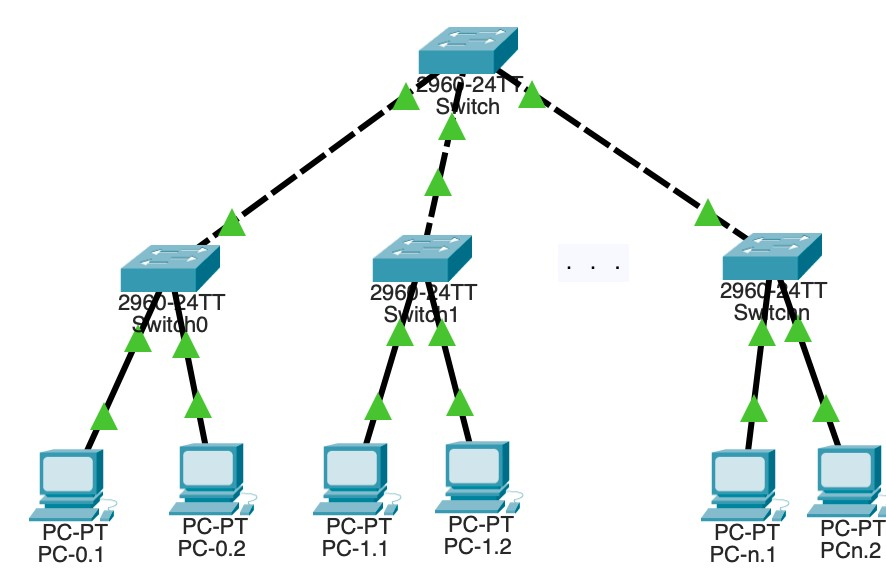 2960-24TT
Switch
2960-24TT
Switch0
2960-24TT
Switch1
. . .
2960-24TT
Switchn
PC-PT
PC-0.1
PC-PT
PC-0.2
PC-PT
PC-1.1
PC-PT
PC-1.2
PC-PT
PC-n.1
PC-PT
PCn.2